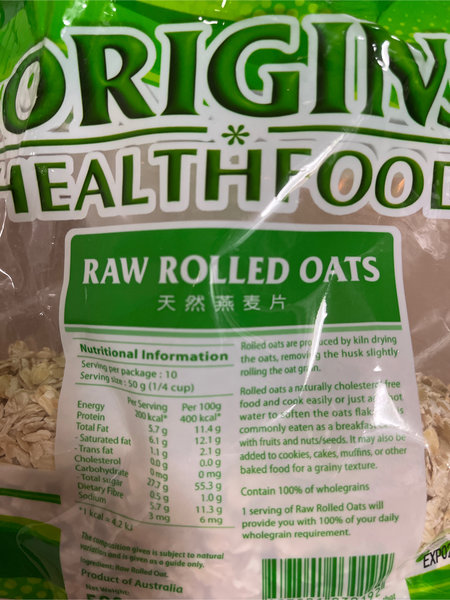 ORIGINS
HEALTHFOOD
RAW ROLLED OATS
天然燕麦片
Nutritional Information
Serving per package : 10
Serving size : 50 g (1/4 cup)
Per Serving Per 100g
Energy 200 kcal* 400 kcal*
Protein 5.7 g 11.4 g
Total Fat 6.1 g 12.1 g
- Saturated fat 1.1 g 2.1 g
- Trans fat 0.0 g 0.0 g
Cholesterol 0 mg 0 mg
Carbohydrate 27.7 g 55.3 g
- Total sugar 0.5 g 1.0 g
Dietary Fibre 5.7 g 11.3 g
Sodium 3 mg 6 mg
*1 kcal = 4.2 kJ
The composition given is subject to natural
variation and is given as a guide only.
Ingredient: Raw Rolled Oat.
Product of Australia
Net Weight:
Rolled oats are produced by kiln drying
the oats, removing the husk slightly
rolling the oat grain.
Rolled oats a naturally cholesterol free
food and cook easily or just hot
water to soften the oats
commonly eaten as a breakfast
with fruits and nuts/seeds. It may also be
added to cookies, cakes, muffins, or other
baked food for a grainy texture.
Contain 100% of wholegrains
1 serving of Raw Rolled Oats will
provide you with 100% of your daily
wholegrain requirement.